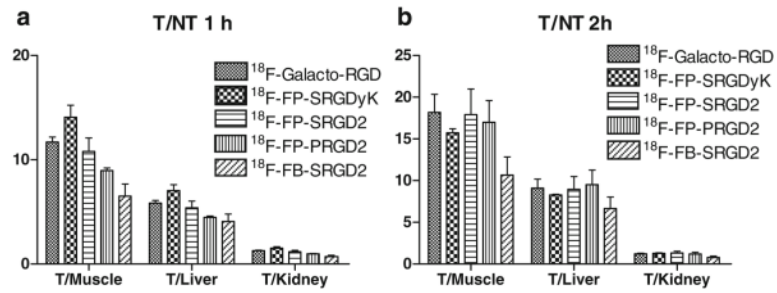 a
T/NT 1 h
20
10
0
18F-Galacto-RGD
18F-FP-SRGDyK
18F-FP-SRGD2
18F-FP-PRGD2
18F-FB-SRGD2
T/Muscle T/Liver T/Kidney
b
T/NT 2h
25
20
15
10
5
0
18F-Galacto-RGD
18F-FP-SRGDyK
18F-FP-SRGD2
18F-FP-PRGD2
18F-FB-SRGD2
T/Muscle T/Liver T/Kidney